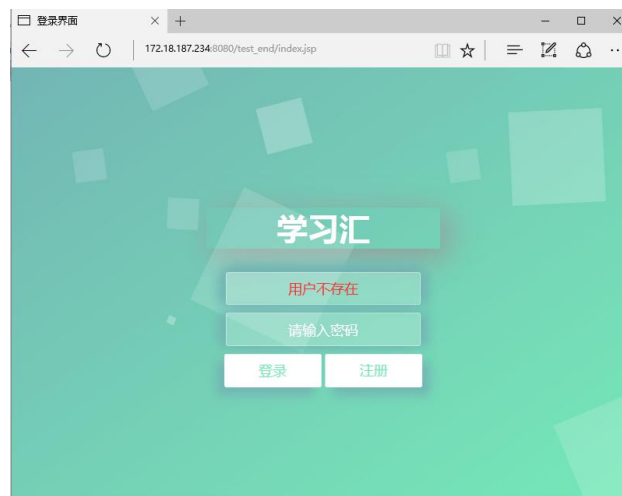 登录界面
172.18.187.234:8080/test_end/index.jsp
学习汇
用户不存在
请输入密码
登录 注册